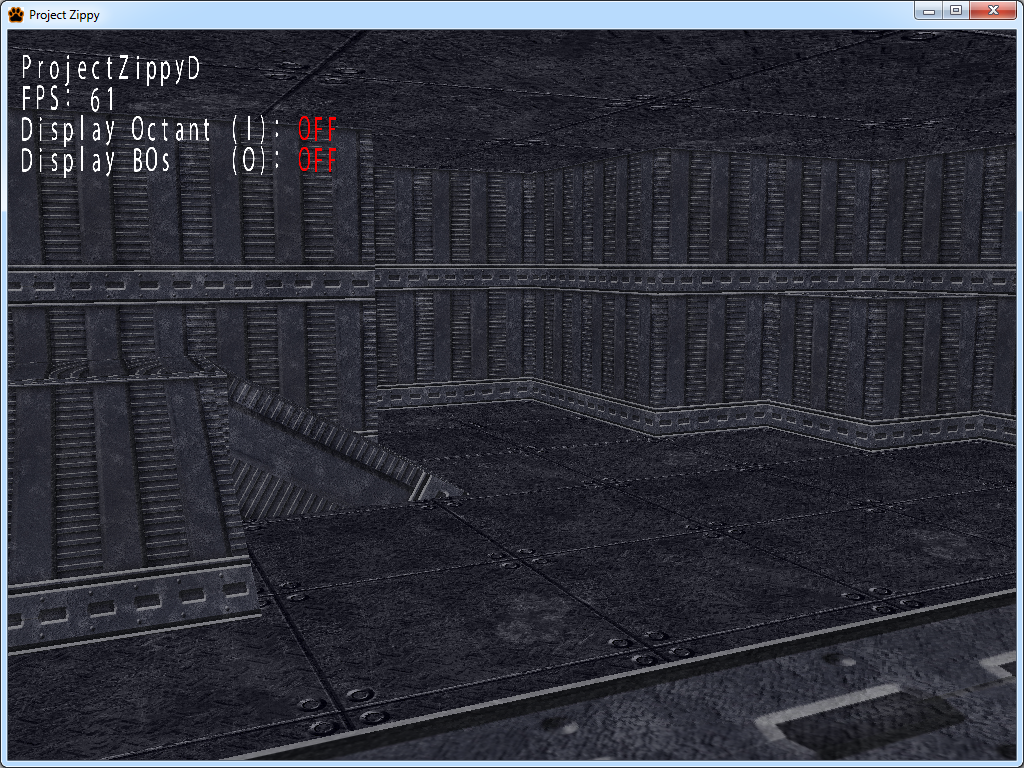 Project Zippy
ProjectZippyD
FPS: 61
Display Octant (I): OFF
Display BOs (O): OFF